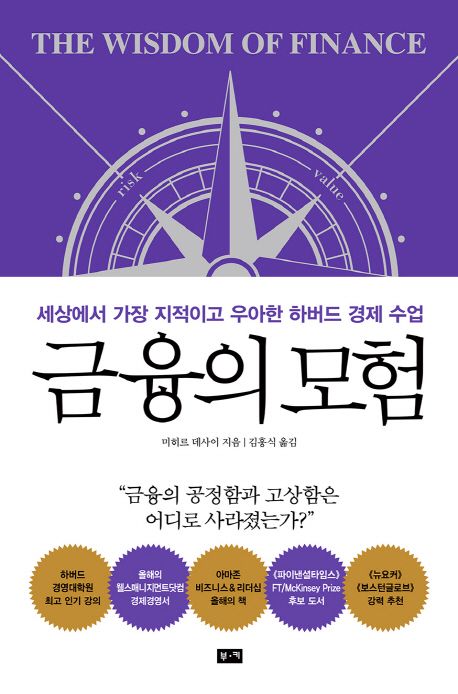 THE WISDOM OF FINANCE
risk
value
세상에서 가장 지적이고 우아한 하버드 경제 수업
금융의 모험
미히르 데사이 지음 | 김홍식 옮김
“금융의 공정함과 고상함은
어디로 사라졌는가?”
하버드
경영대학원
최고 인기 강의
올해의
웰스매니지먼트닷컴
경제경영서
아마존
비즈니스&리더십
올해의 책
《파이낸셜타임스》
FT/McKinsey Prize
후보 도서
《뉴요커》
《보스턴글로브》
강력 추천
부·키